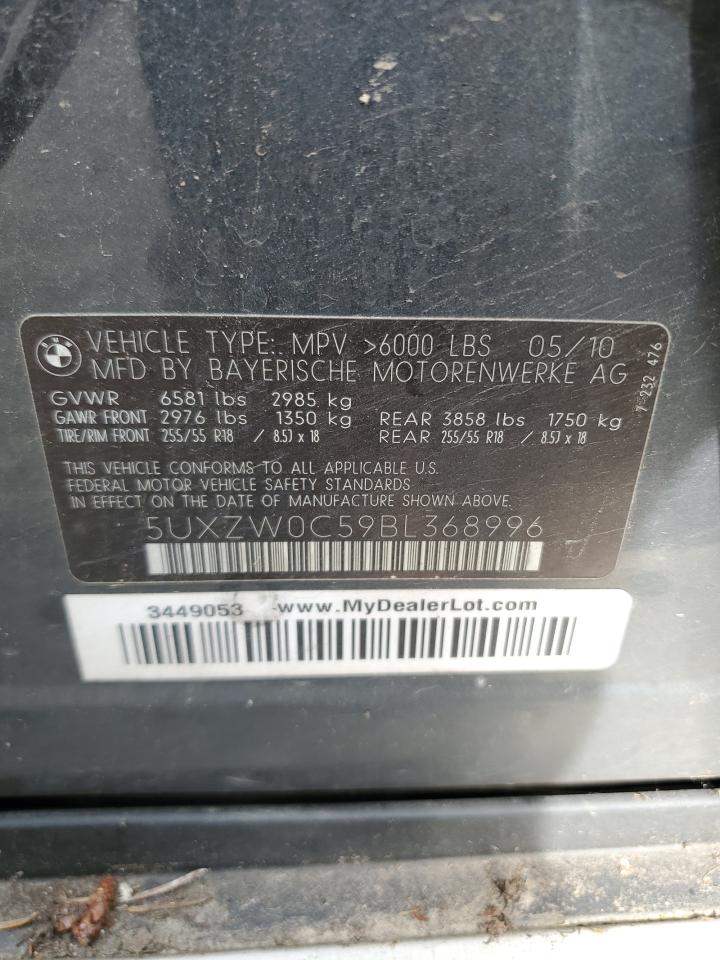 VEHICLE TYPE: MPV >6000 LBS 05/10
MFD BY BAYERISCHE MOTORENWERKE AG
GVWR 6581 lbs 2985 kg
GAWR FRONT 2976 lbs 1350 kg REAR 3858 lbs 1750 kg
TIRE/RIM FRONT 255/55 R18 / 8.5J x 18 REAR 255/55 R18 / 8.5J x 18
7 232 476
THIS VEHICLE CONFORMS TO ALL APPLICABLE U.S.
FEDERAL MOTOR VEHICLE SAFETY STANDARDS
IN EFFECT ON THE DATE OF MANUFACTURE SHOWN ABOVE.
5UXZW0C59BL368996
3449053 www.MyDealerLot.com